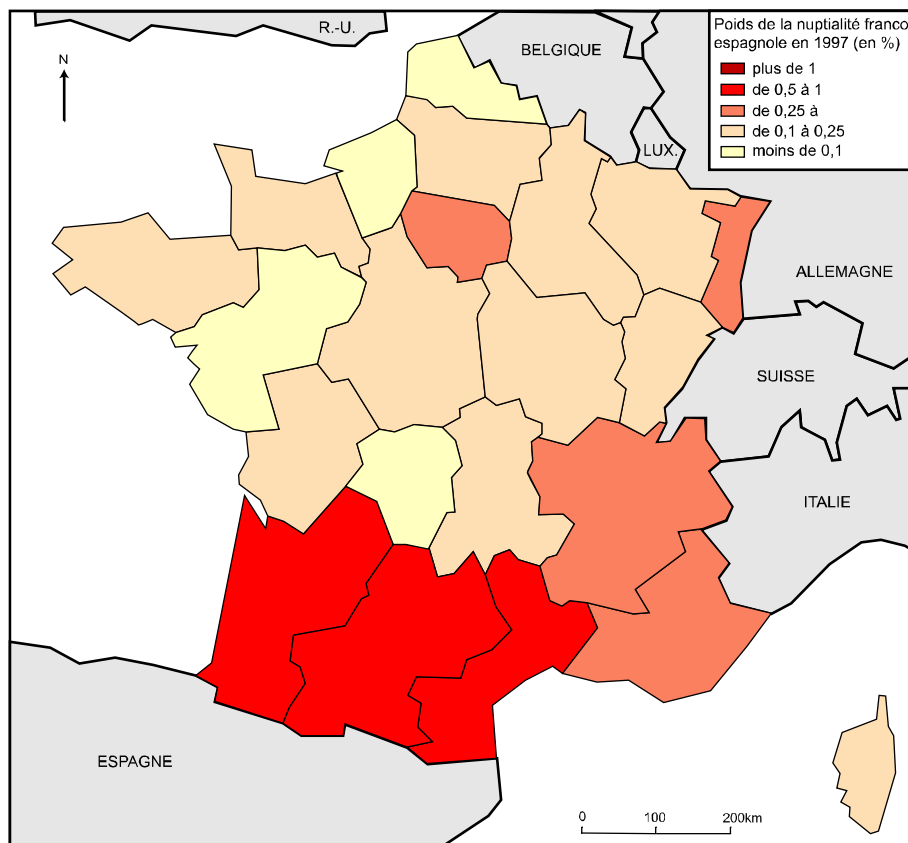 R.-U.
BELGIQUE
Poids de la nuptialité franco
espagnole en 1997 (en %)
plus de 1
de 0,5 à 1
de 0,25 à
de 0,1 à 0,25
moins de 0,1
N
LUX.
ALLEMAGNE
SUISSE
ITALIE
ESPAGNE
0 100 200km